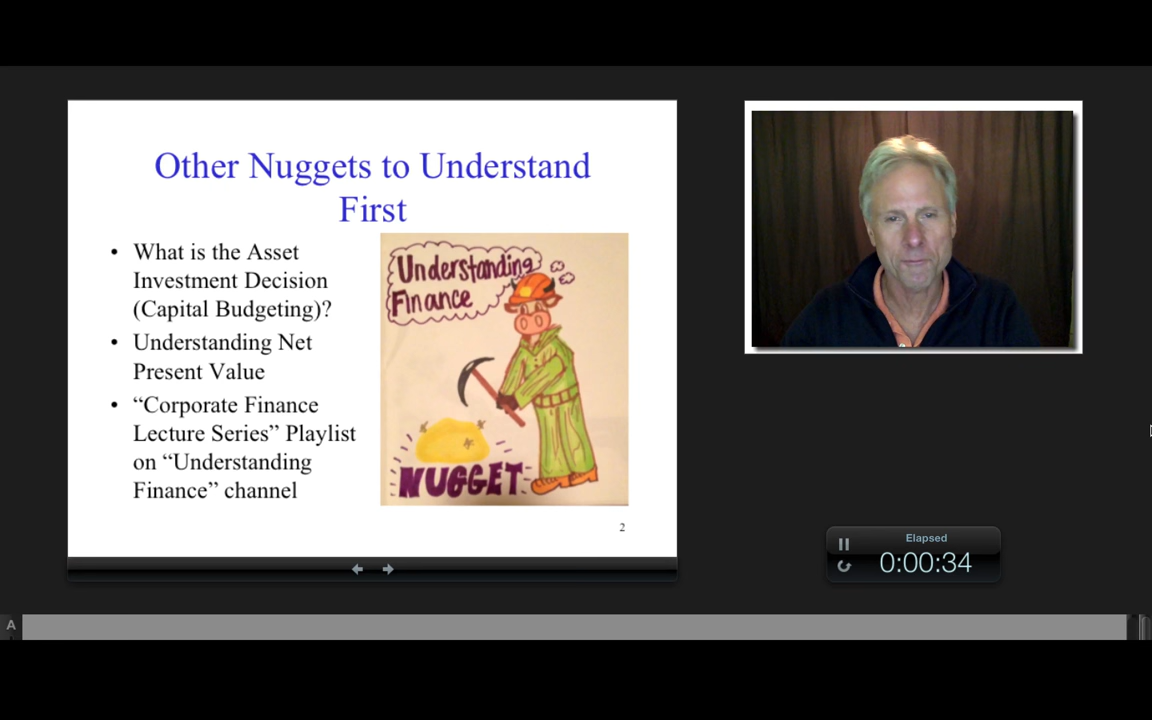 Other Nuggets to Understand
First
• What is the Asset
Investment Decision
(Capital Budgeting)?
• Understanding Net
Present Value
• “Corporate Finance
Lecture Series” Playlist
on “Understanding
Finance” channel
Understanding
Finance
NUGGET
2
Elapsed
0:00:34
A